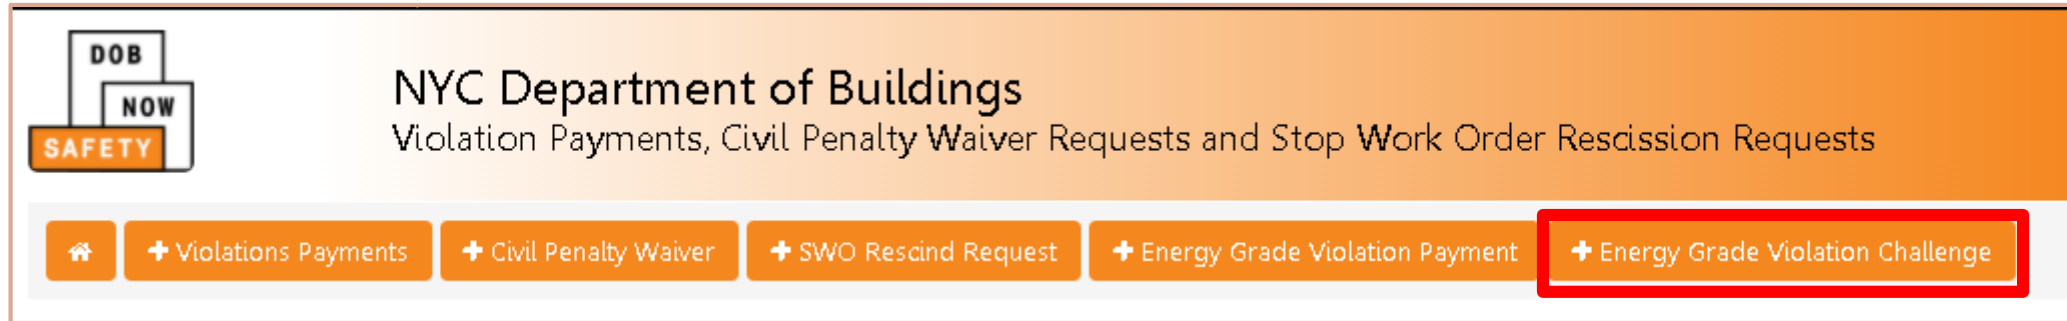 DOB
NOW
SAFETY
NYC Department of Buildings
Violation Payments, Civil Penalty Waiver Requests and Stop Work Order Rescission Requests
+ Violations Payments
+ Civil Penalty Waiver
+ SWO Rescind Request
+ Energy Grade Violation Payment
+ Energy Grade Violation Challenge